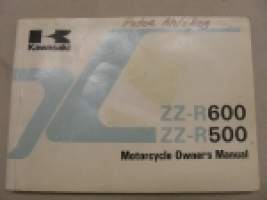 Kawasaki
ZZ-R600
ZZ-R500
Motorcycle Owners Manual